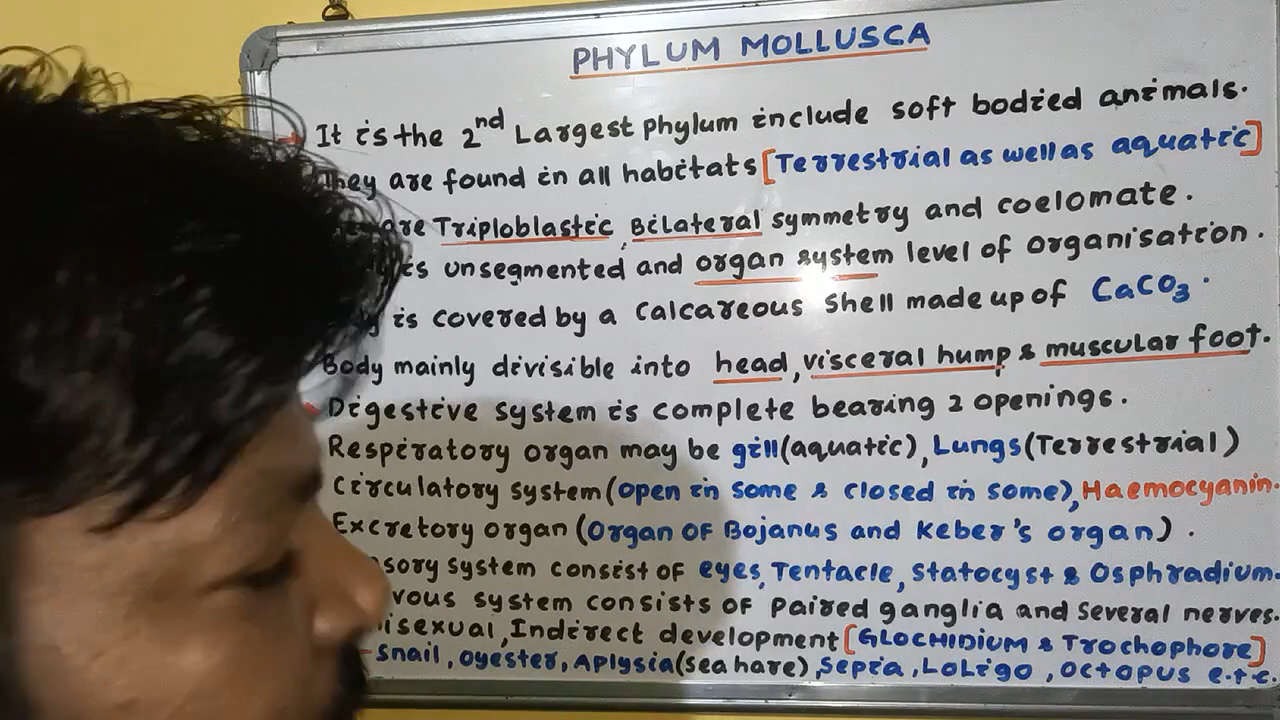 PHYLUM MOLLUSCA
It is the 2nd Largest phylum include soft bodied animals.
They are found in all habitats [Terrestrial as well as aquatic]
are Triploblastic, Bilateral symmetry and coelomate.
is unsegmented and organ system level of organisation.
is covered by a calcareous shell made up of CaCO3.
Body mainly divisible into head, visceral hump & muscular foot.
Digestive system is complete bearing 2 openings.
Respiratory organ may be gill (aquatic), Lungs (Terrestrial)
Circulatory system (open in some & closed in some), Haemocyanin.
Excretory organ (Organ of Bojanus and Keber's organ).
sory system consist of eyes, Tentacle, Statocyst & Osphradium.
vous system consists of paired ganglia and several nerves.
isexual, Indirect development [GLOCHIDIUM & Trochophore]
Snail, Oyester, Aplysia (sea hare), Sepia, LoLigo, Octopus e.t.c.